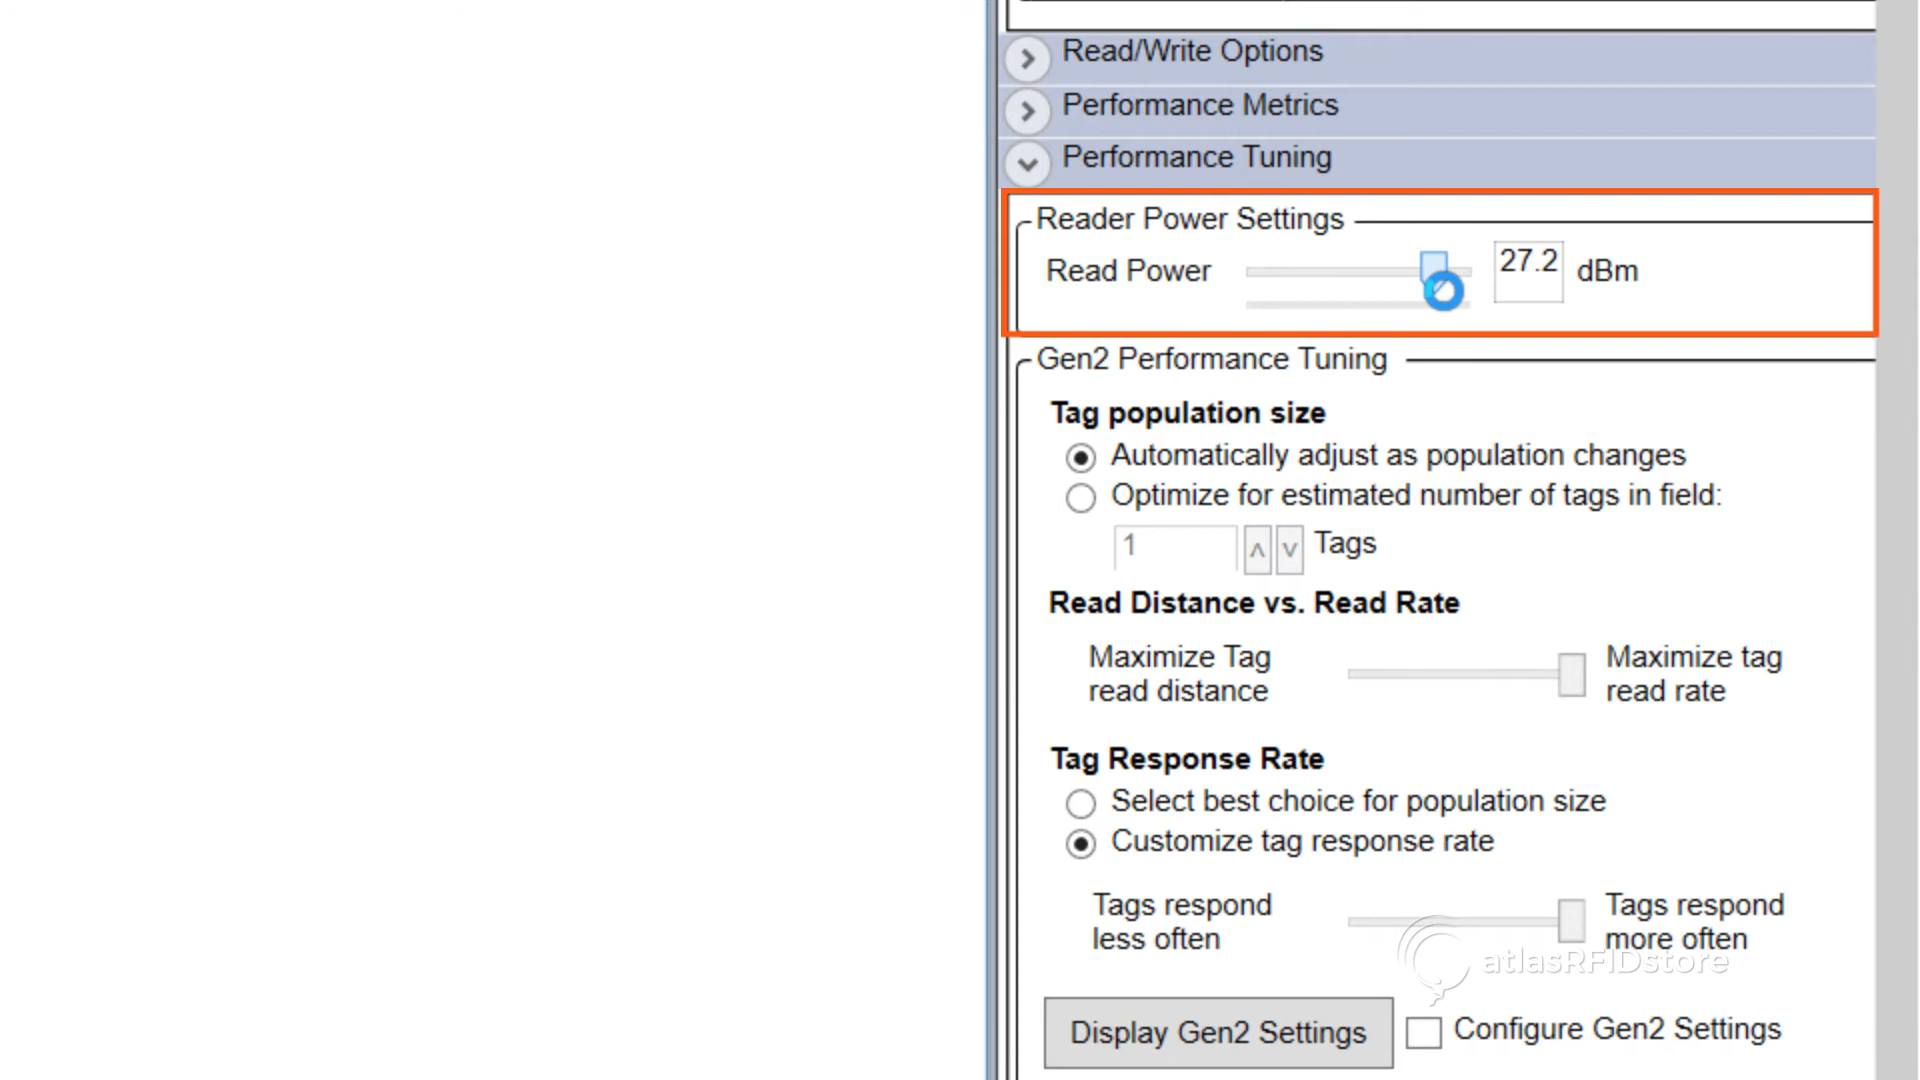 Read/Write Options
Performance Metrics
Performance Tuning
Reader Power Settings
Read Power 27.2 dBm
Gen2 Performance Tuning
Tag population size
Automatically adjust as population changes
Optimize for estimated number of tags in field:
1 ʌ v Tags
Read Distance vs. Read Rate
Maximize Tag
read distance
Maximize tag
read rate
Tag Response Rate
Select best choice for population size
Customize tag response rate
Tags respond
less often
Tags respond
more often
atlasRFIDstore
Display Gen2 Settings
Configure Gen2 Settings